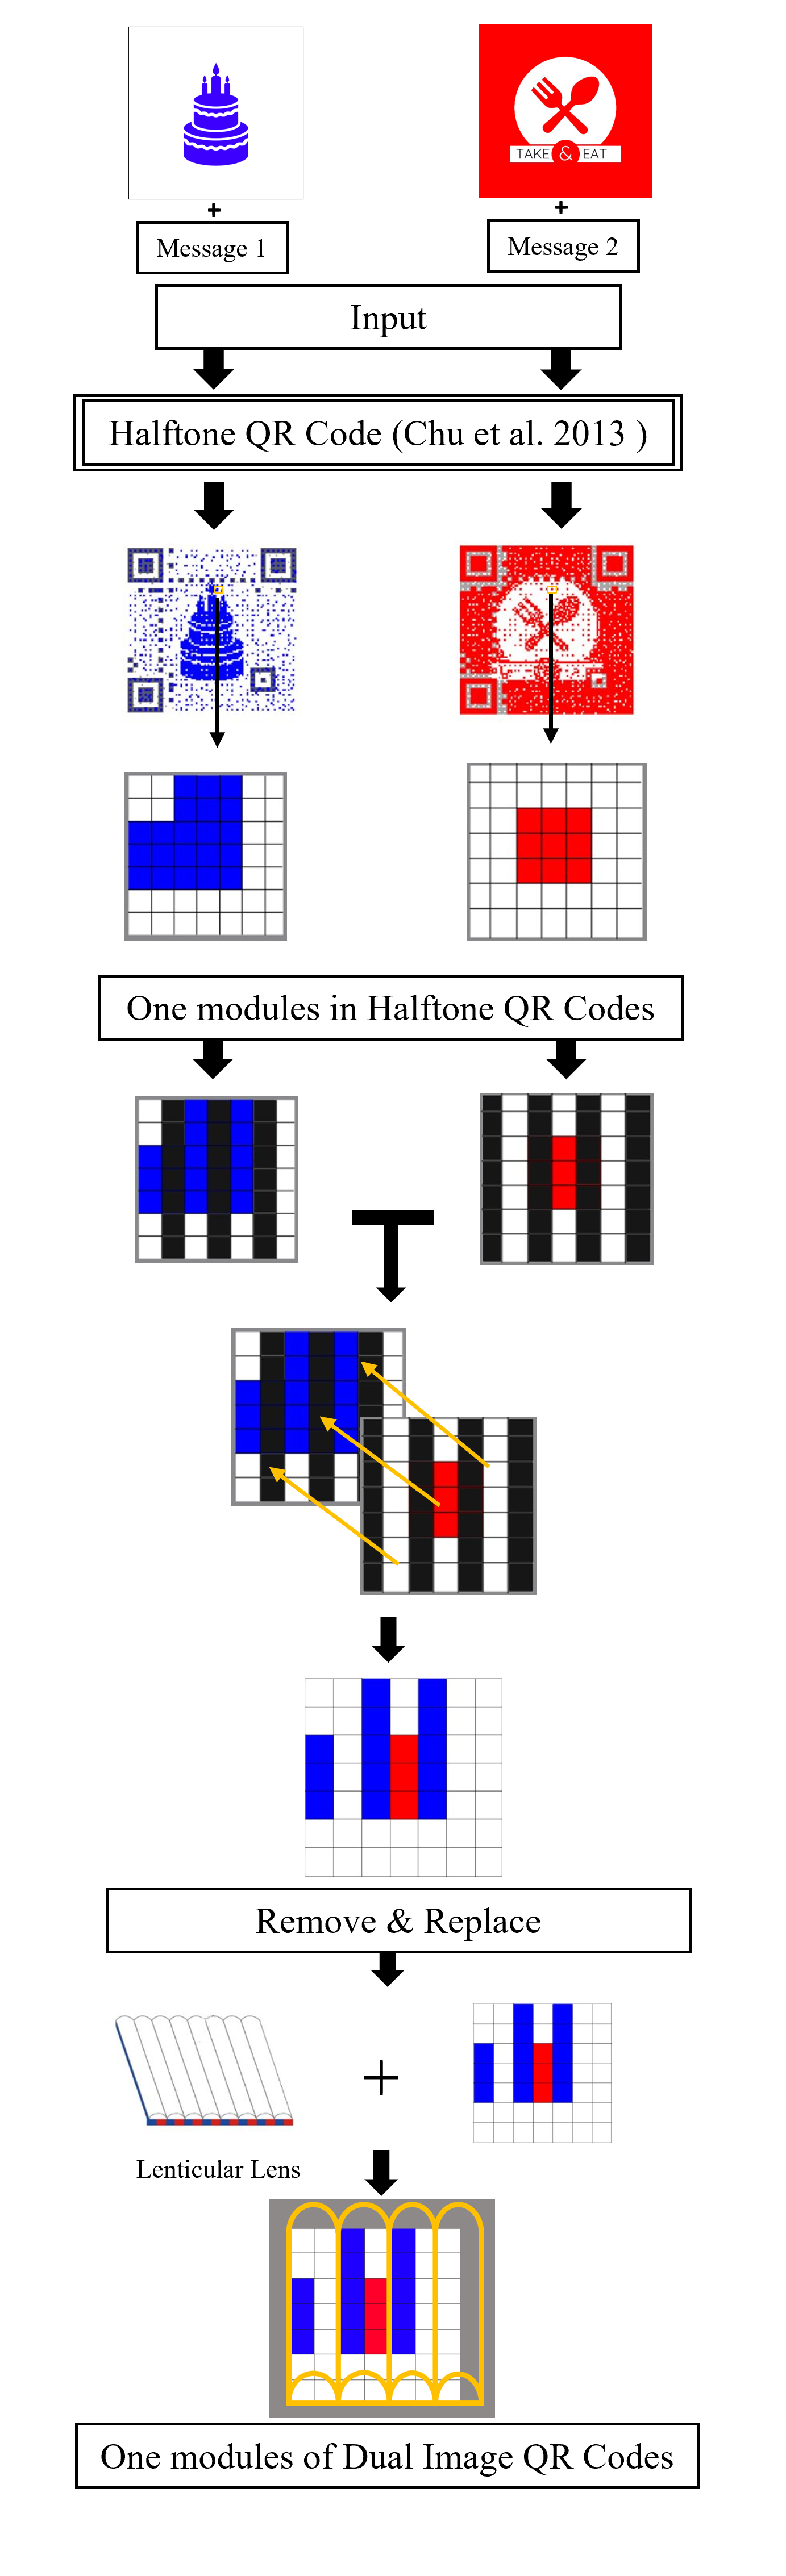 TAKE & EAT
+
+
Message 1
Message 2
Input
Halftone QR Code (Chu et al. 2013 )
One modules in Halftone QR Codes
Remove & Replace
+
Lenticular Lens
One modules of Dual Image QR Codes